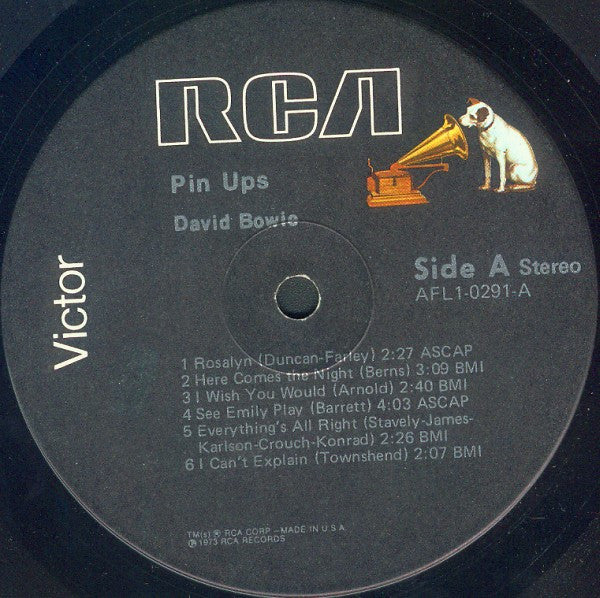 RCA
Victor
Pin Ups
David Bowie
Side A Stereo
AFL1-0291-A
1 Rosalyn (Duncan-Farley) 2:27 ASCAP
2 Here Comes the Night (Berns) 3:09 BMI
3 I Wish You Would (Arnold) 2:40 BMI
4 See Emily Play (Barrett) 4:03 ASCAP
5 Everything's All Right (Stavely-James-
Karlson-Crouch-Konrad) 2:26 BMI
6 I Can't Explain (Townshend) 2:07 BMI
TM(s) ® RCA CORP –MADE IN U.S.A.
℗ 1973 RCA RECORDS